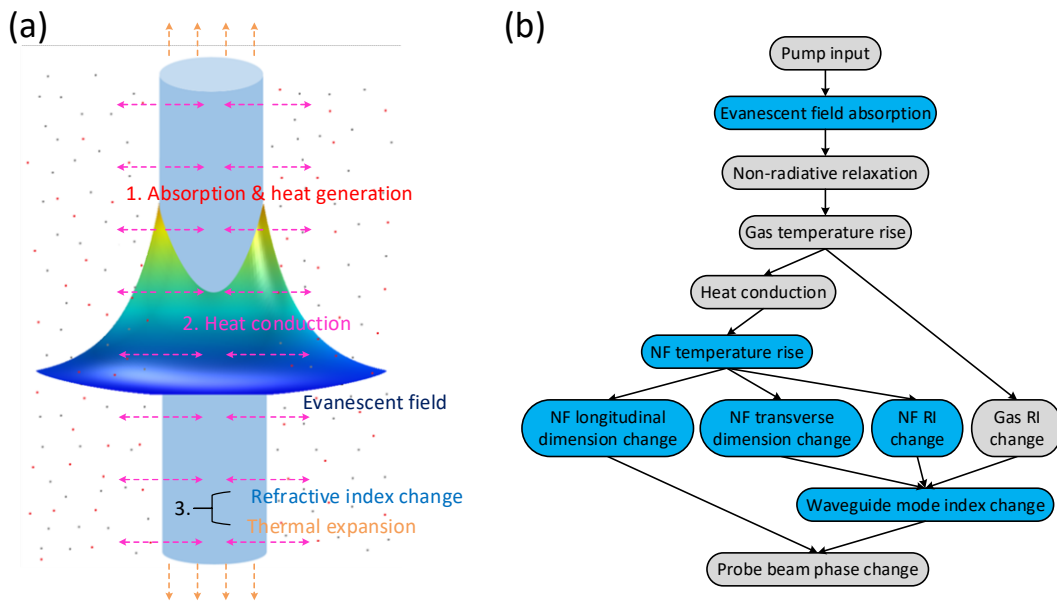 (a)
1. Absorption & heat generation
2. Heat conduction
Evanescent field
3.
Refractive index change
Thermal expansion
(b)
Pump input
Evanescent field absorption
Non-radiative relaxation
Gas temperature rise
Heat conduction
NF temperature rise
NF longitudinal
dimension change
NF transverse
dimension change
NF RI
change
Gas RI
change
Waveguide mode index change
Probe beam phase change